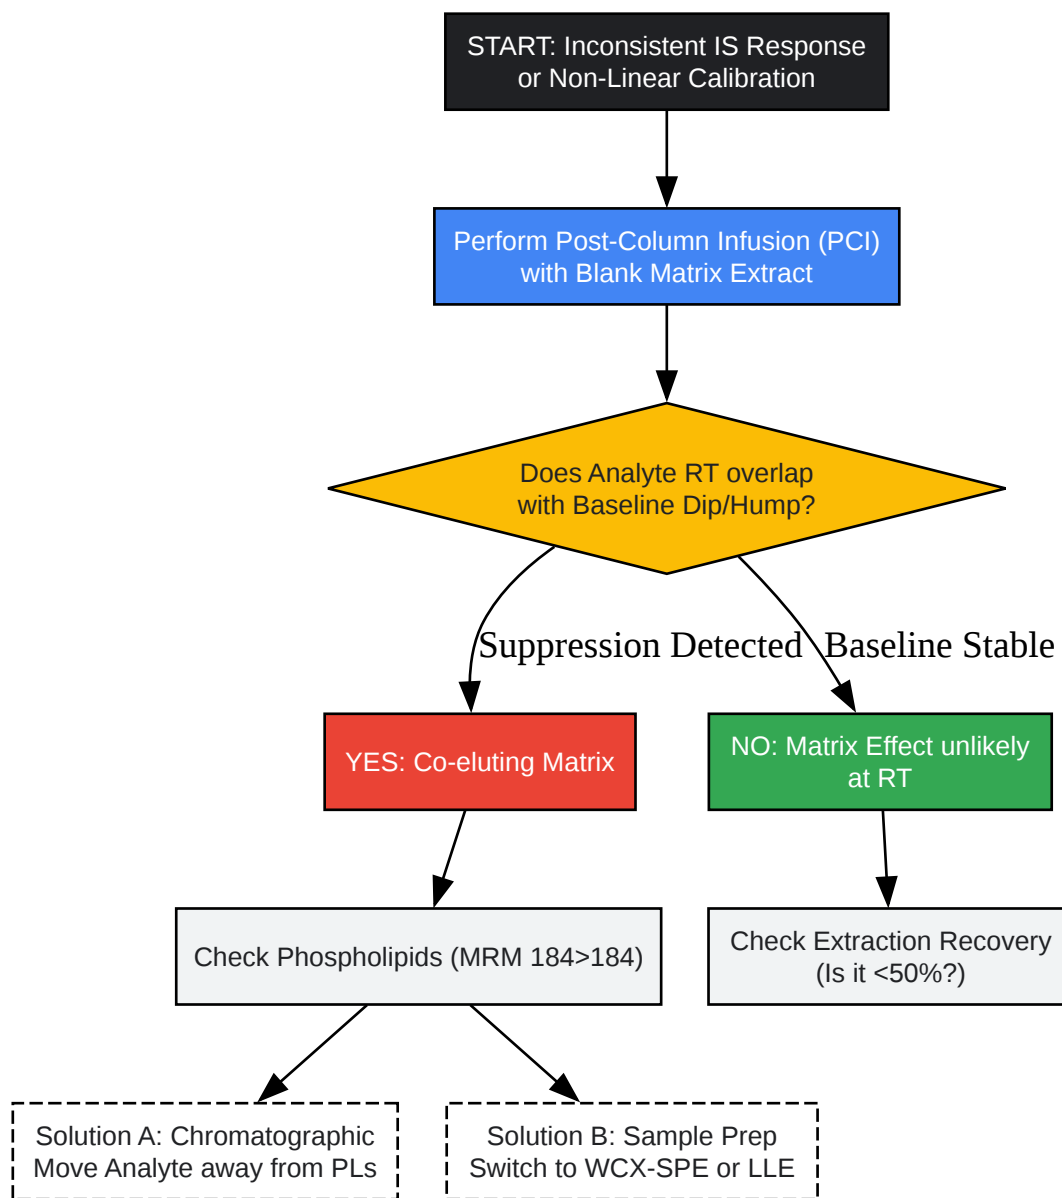 START: Inconsistent IS Response
or Non-Linear Calibration
Perform Post-Column Infusion (PCI)
with Blank Matrix Extract
Does Analyte RT overlap
with Baseline Dip/Hump?
Suppression Detected
Baseline Stable
YES: Co-eluting Matrix
NO: Matrix Effect unlikely
at RT
Check Phospholipids (MRM 184>184)
Check Extraction Recovery
(Is it <50%?)
Solution A: Chromatographic
Move Analyte away from PLs
Solution B: Sample Prep
Switch to WCX-SPE or LLE